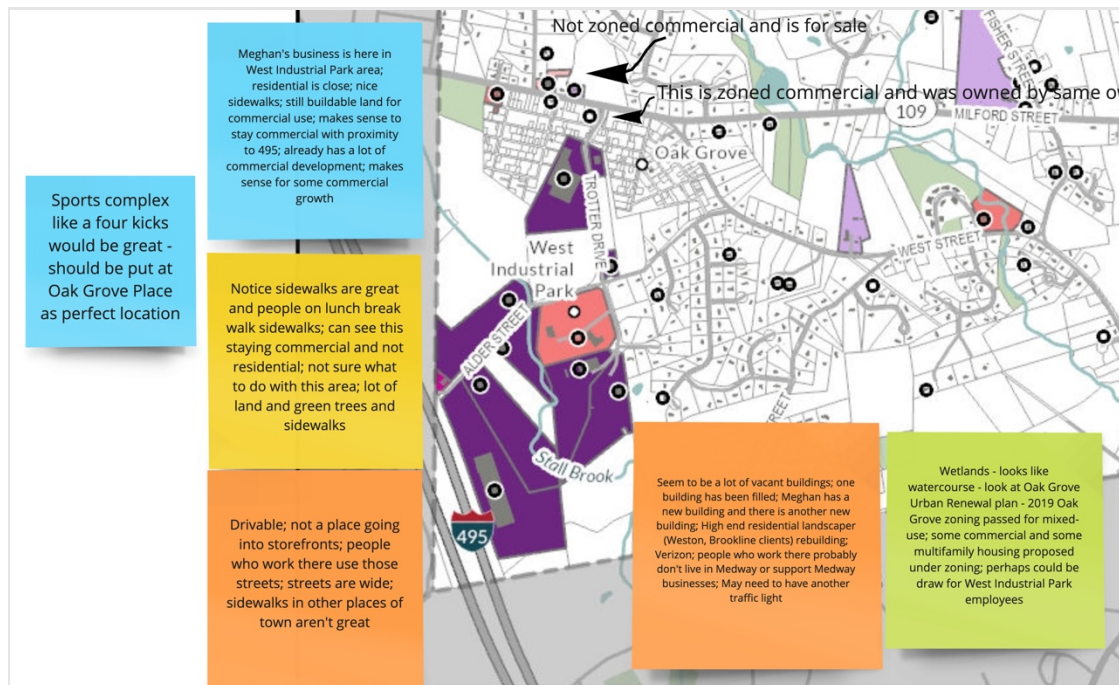 Not zoned commercial and is for sale
This is zoned commercial and was owned by same
Meghan's business is here in
West Industrial Park area;
residential is close; nice
sidewalks; still buildable land for
commercial use; makes sense to
stay commercial with proximity
to 495; already has a lot of
commercial development; makes
sense for some commercial
growth
Sports complex
like a four kicks
would be great -
should be put at
Oak Grove Place
as perfect location
Notice sidewalks are great
and people on lunch break
walk sidewalks; can see this
staying commercial and not
residential; not sure what
to do with this area; lot of
land and green trees and
sidewalks
Drivable; not a place going
into storefronts; people
who work there use those
streets; streets are wide;
sidewalks in other places of
town aren't great
FISHER STREET
109
MILFORD STREET
Oak Grove
TROTTER DRIVE
WEST STREET
West
Industrial
Park
ALDER STREET
Stall Brook
495
Seem to be a lot of vacant buildings; one
building has been filled; Meghan has a
new building and there is another new
building; High end residential landscaper
(Weston, Brookline clients) rebuilding;
Verizon; people who work there probably
don't live in Medway or support Medway
businesses; May need to have another
traffic light
Wetlands - looks like
watercourse - look at Oak Grove
Urban Renewal plan - 2019 Oak
Grove zoning passed for mixed-
use; some commercial and some
multifamily housing proposed
under zoning; perhaps could be
draw for West Industrial Park
employees